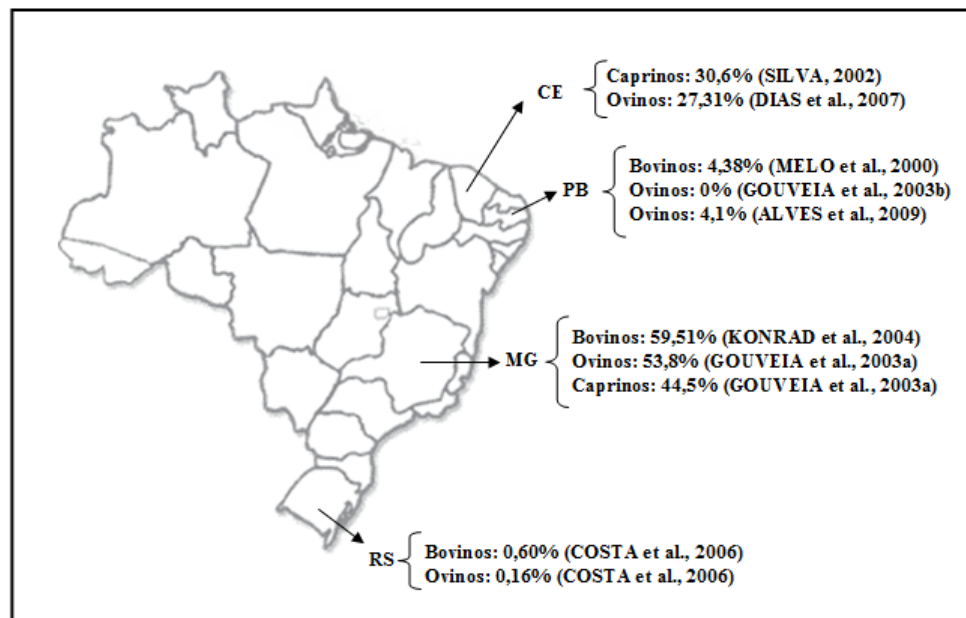 CE
Caprinos: 30,6% (SILVA, 2002)
Ovinos: 27,31% (DIAS et al., 2007)
PB
Bovinos: 4,38% (MELO et al., 2000)
Ovinos: 0% (GOUVEIA et al., 2003b)
Ovinos: 4,1% (ALVES et al., 2009)
MG
Bovinos: 59,51% (KONRAD et al., 2004)
Ovinos: 53,8% (GOUVEIA et al., 2003a)
Caprinos: 44,5% (GOUVEIA et al., 2003a)
RS
Bovinos: 0,60% (COSTA et al., 2006)
Ovinos: 0,16% (COSTA et al., 2006)